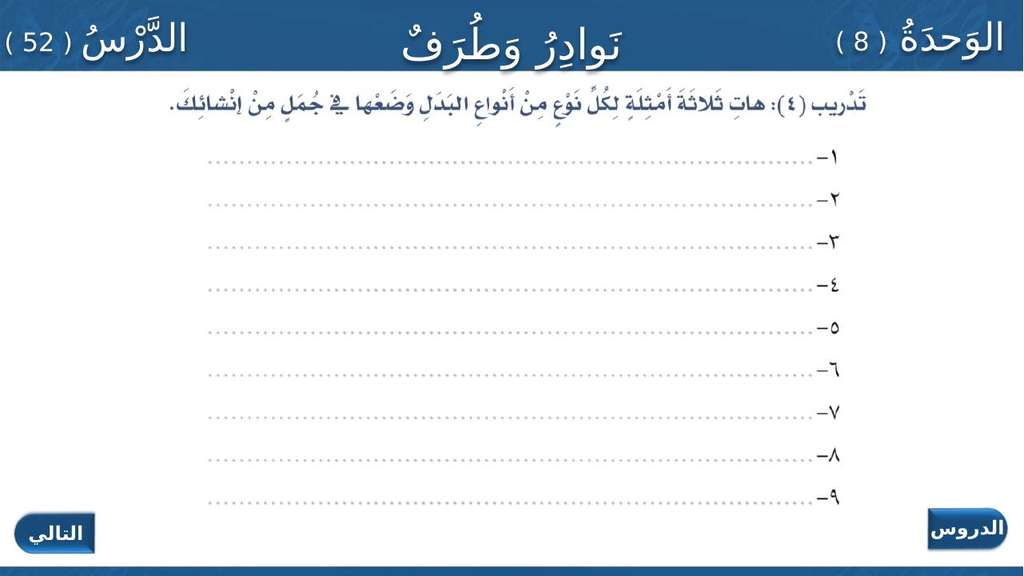 الوَحدَةُ ( 8 )
نَوادِرُ وَطُرَفٌ
الدَّرْسُ ( 52 )
تَدْريب (٤): هاتِ ثَلاثَةَ أَمْثِلَةٍ لِكُلِّ نَوْعٍ مِنْ أَنْواعِ البَدَلِ وَضَعْها في جُمَلٍ مِنْ إنْشائِكَ.
١- ........................................................................
٢- ........................................................................
٣- ........................................................................
٤- ........................................................................
٥- ........................................................................
٦- ........................................................................
٧- ........................................................................
٨- ........................................................................
٩- ........................................................................
الدروس
التالي